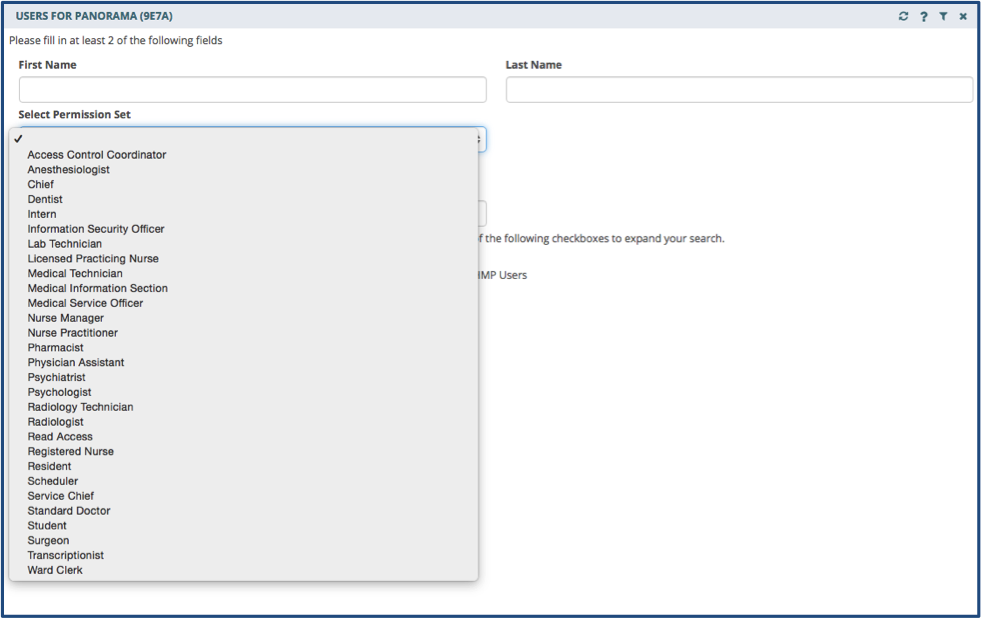 USERS FOR PANORAMA (9E7A)
Please fill in at least 2 of the following fields
First Name
Last Name
Select Permission Set
Access Control Coordinator
Anesthesiologist
Chief
Dentist
Intern
Information Security Officer
Lab Technician
Licensed Practicing Nurse
Medical Technician
Medical Information Section
Medical Service Officer
Nurse Manager
Nurse Practitioner
Pharmacist
Physician Assistant
Psychiatrist
Psychologist
Radiology Technician
Radiologist
Read Access
Registered Nurse
Resident
Scheduler
Service Chief
Standard Doctor
Student
Surgeon
Transcriptionist
Ward Clerk
of the following checkboxes to expand your search.
Users